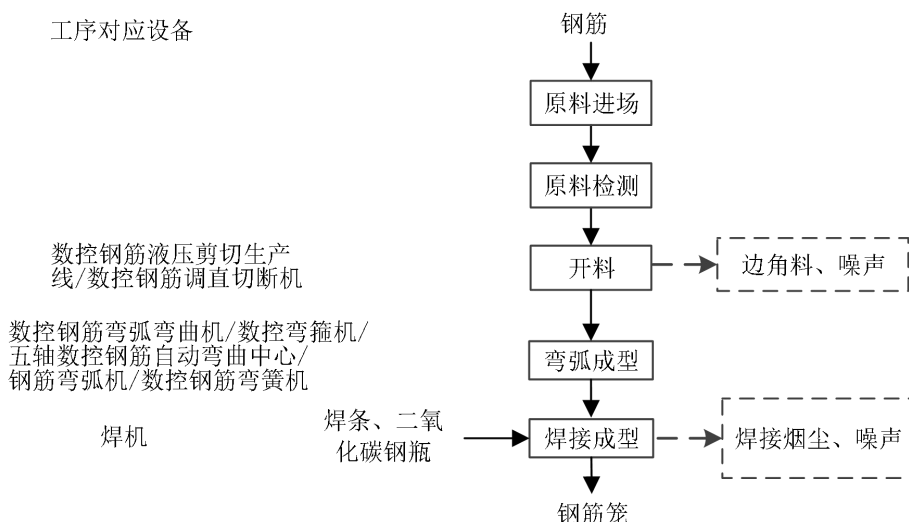 工序对应设备
钢筋
原料进场
原料检测
数控钢筋液压剪切生产
线/数控钢筋调直切断机
开料
边角料、噪声
数控钢筋弯弧弯曲机/数控弯箍机/
五轴数控钢筋自动弯曲中心/
钢筋弯弧机/数控钢筋弯簧机
弯弧成型
焊机
焊条、二氧
化碳钢瓶
焊接成型
焊接烟尘、噪声
钢筋笼